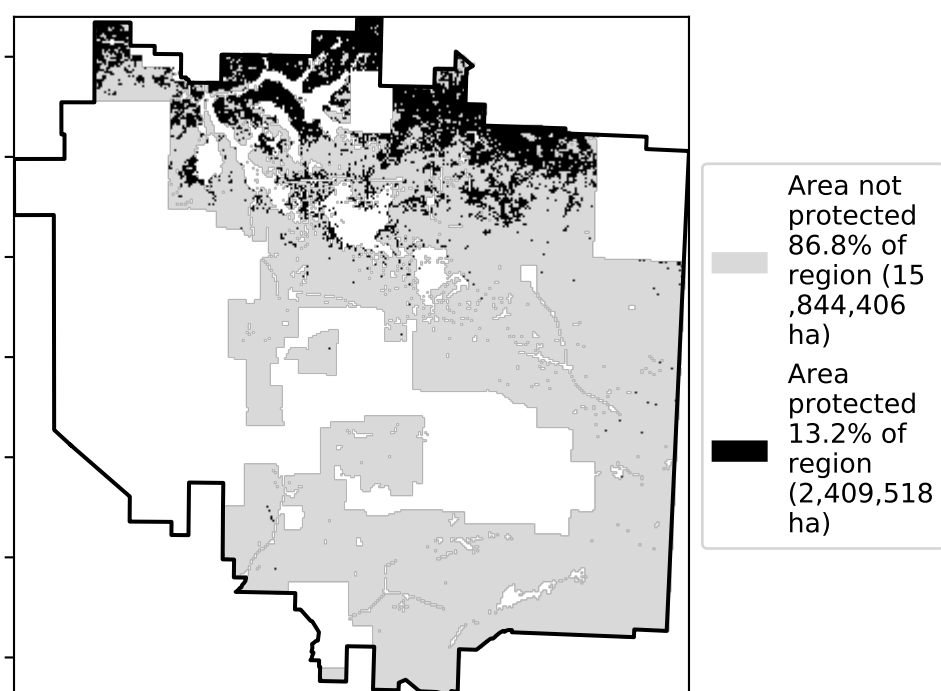 Area not
protected
86.8% of
region (15
,844,406
ha)
Area
protected
13.2% of
region
(2,409,518
ha)